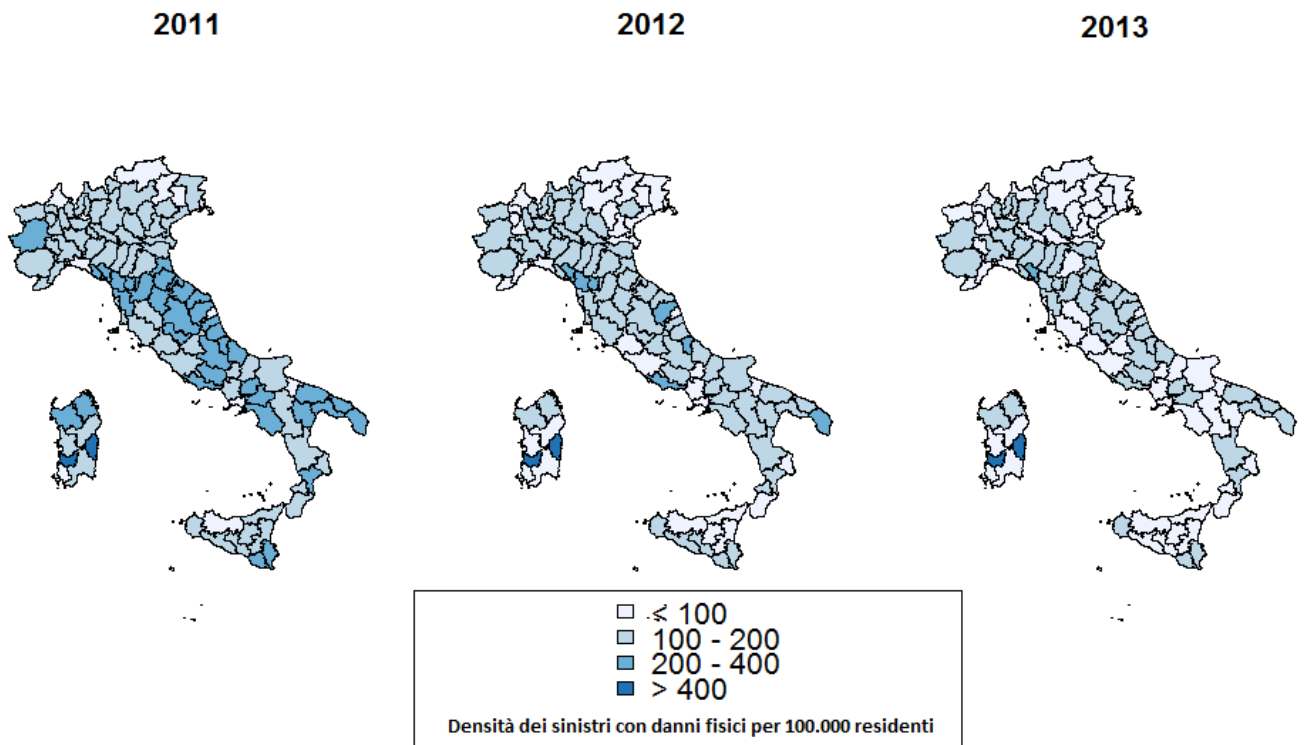 2011
2012
2013
< 100
100 - 200
200 - 400
> 400
Densità dei sinistri con danni fisici per 100.000 residenti